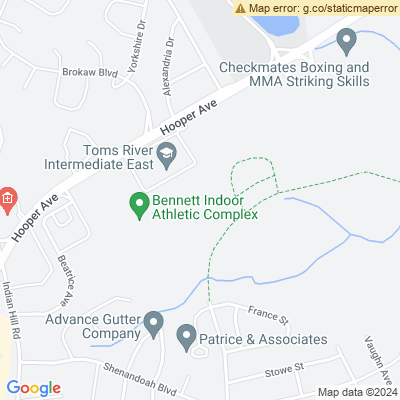 Map error: g.co/staticmaperror
Yorkshire Dr
Alexandria Dr
Brokaw Blvd
Checkmates Boxing and
MMA Striking Skills
Hooper Ave
Toms River
Intermediate East
Bennett Indoor
Athletic Complex
Hooper Ave
Beatrice Ave
Indian Hill Rd
Advance Gutter
Company
France St
Patrice & Associates
Vaughn Ave
Stowe St
Shenandoah Blvd
Google
Map data ©2024